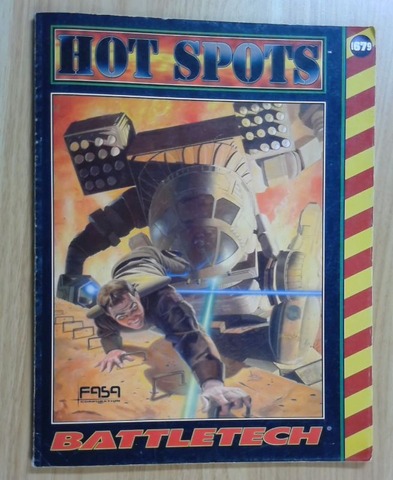 HOT SPOTS
1679
FASA
BATTLETECH®